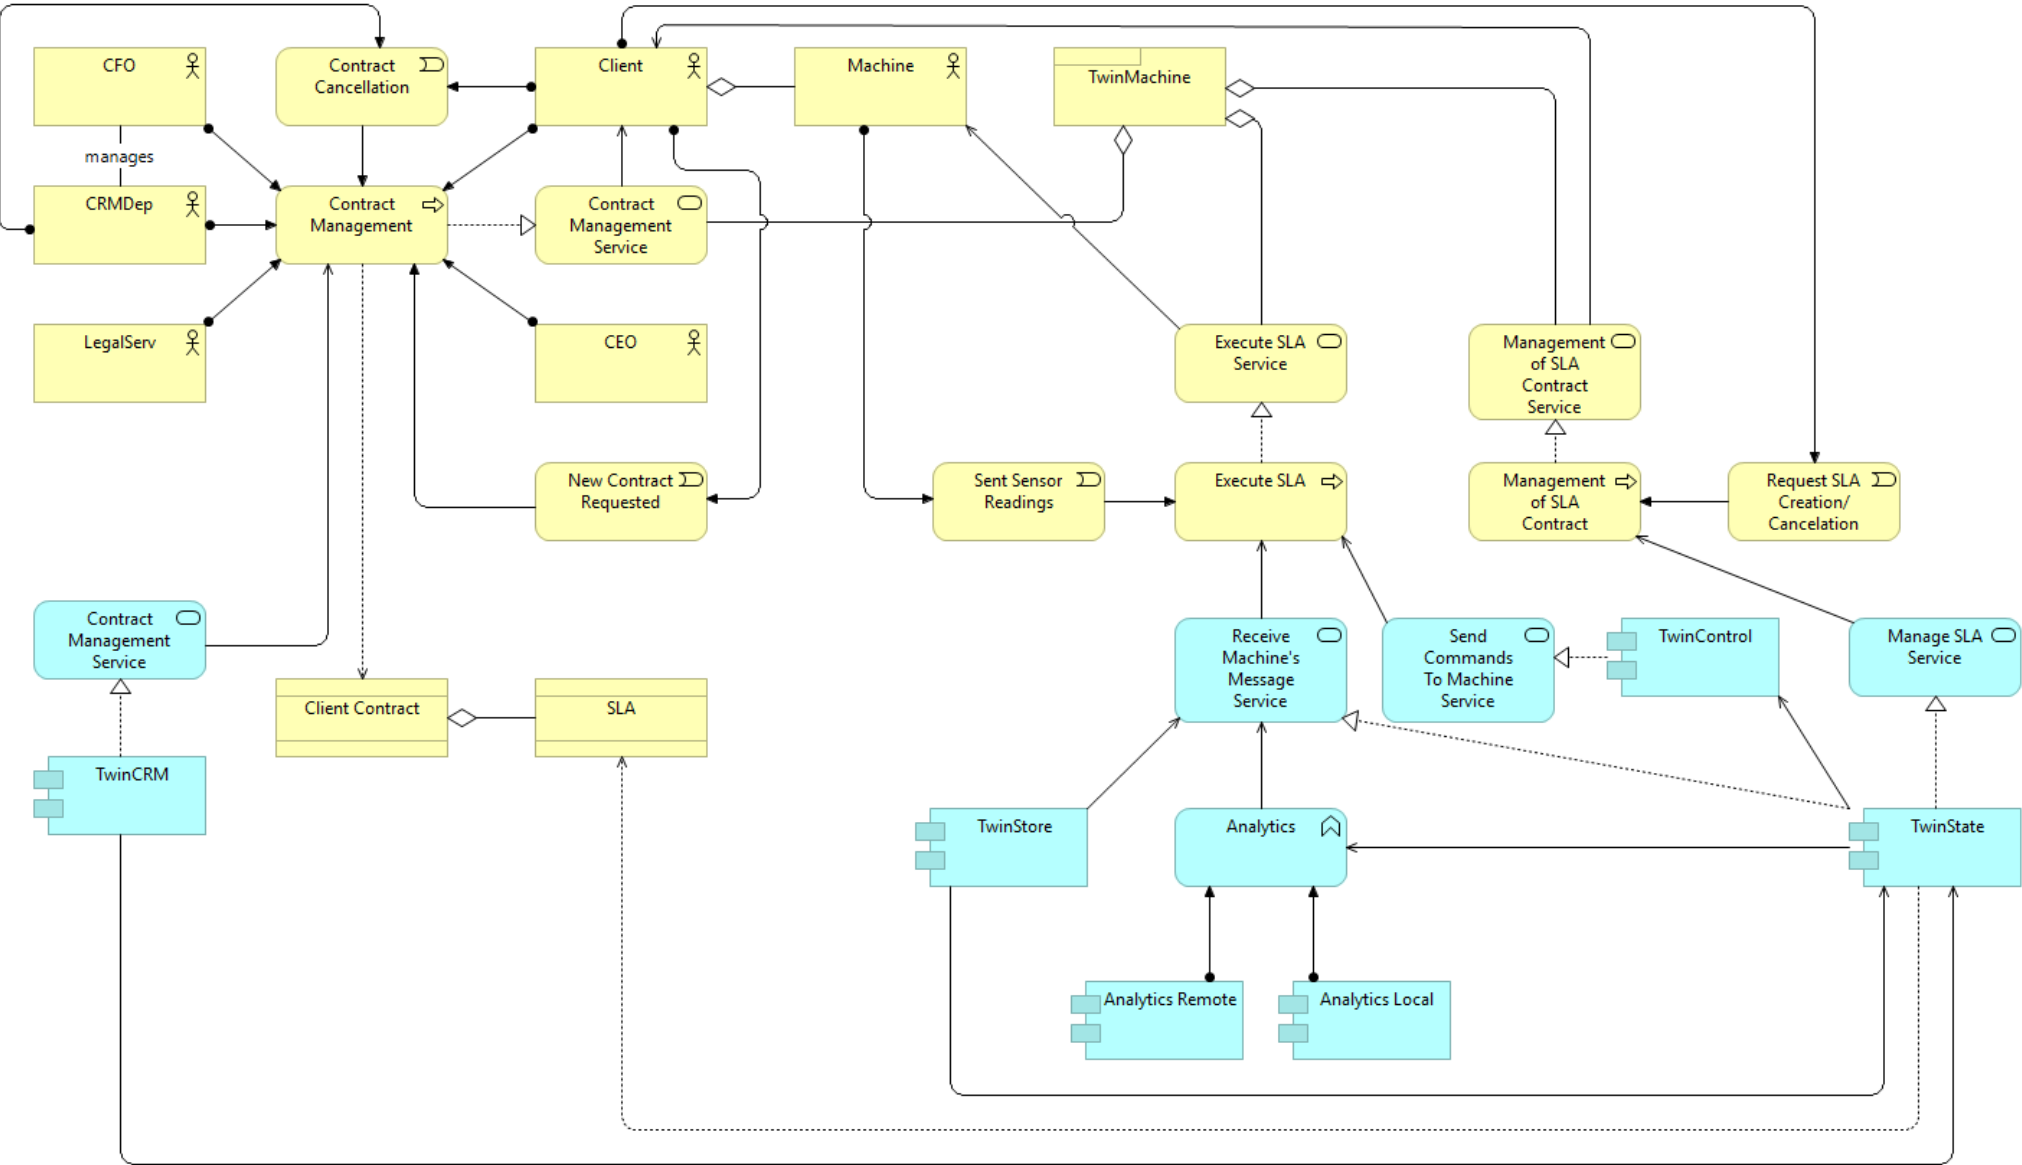 CFO
Contract
Cancellation
Client
Machine
TwinMachine
manages
CRMDep
Contract
Management
Contract
Management
Service
LegalServ
CEO
Execute SLA
Service
Management
of SLA
Contract
Service
New Contract
Requested
Sent Sensor
Readings
Execute SLA
Management
of SLA
Contract
Request SLA
Creation/
Cancelation
Contract
Management
Service
Receive
Machine's
Message
Service
Send
Commands
To Machine
Service
TwinControl
Manage SLA
Service
Client Contract
SLA
TwinCRM
TwinStore
Analytics
TwinState
Analytics Remote
Analytics Local